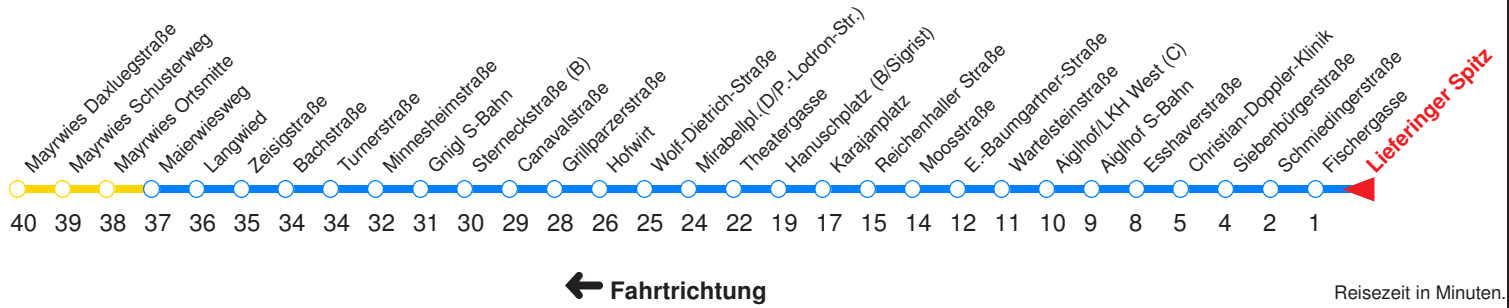 Mayrwies Daxluegstraße
Mayrwies Schusterweg
Mayrwies Ortsmitte
Maierwiesweg
Langwied
Zeisigstraße
Bachstraße
Turnerstraße
Minnesheimstraße
Gnigl S-Bahn
Sterneckstraße (B)
Canavalstraße
Grillparzerstraße
Hofwirt
Wolf-Dietrich-Straße
Mirabellpl.(D/P.-Lodron-Str.)
Theatergasse
Hanuschplatz (B/Sigrist)
Karajanplatz
Reichenhaller Straße
Moosstraße
E.-Baumgartner-Straße
Wartelsteinstraße
Aiglhof/LKH West (C)
Aiglhof S-Bahn
Esshaverstraße
Christian-Doppler-Klinik
Siebenbürgerstraße
Schmiedingerstraße
Fischergasse
Lieferinger Spitz
40 39 38 37 36 35 34 34 32 31 30 29 28 26 25 24 22 19 17 15 14 12 11 10 9 8 5 4 2 1
Fahrtrichtung
Reisezeit in Minuten.